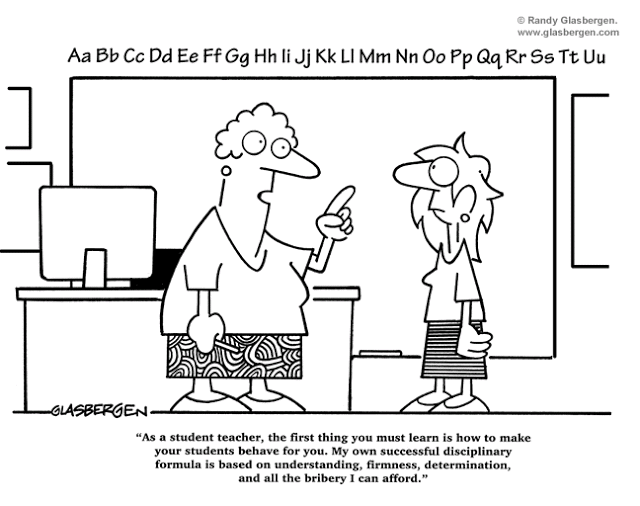 © Randy Glasbergen.
www.glasbergen.com
Aa Bb Cc Dd Ee Ff Gg Hh Ii Jj Kk Ll Mm Nn Oo Pp Qq Rr Ss Tt Uu
GLASBERGEN
“As a student teacher, the first thing you must learn is how to make
your students behave for you. My own successful disciplinary
formula is based on understanding, firmness, determination,
and all the bribery I can afford.”